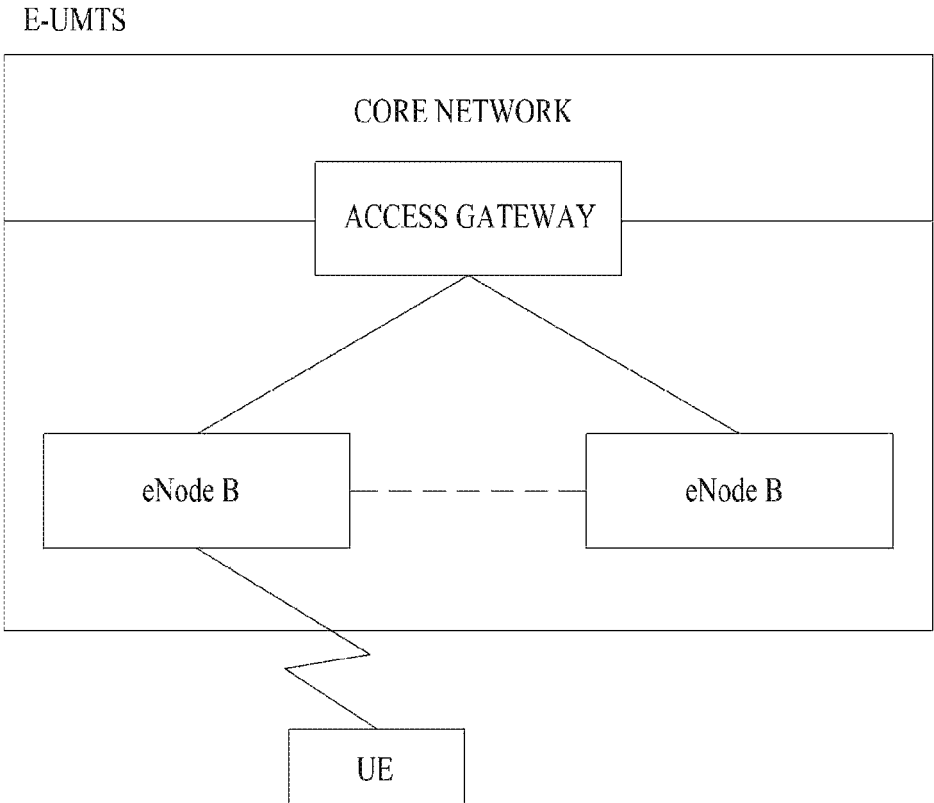 E-UMTS
CORE NETWORK
ACCESS GATEWAY
eNode B
eNode B
UE